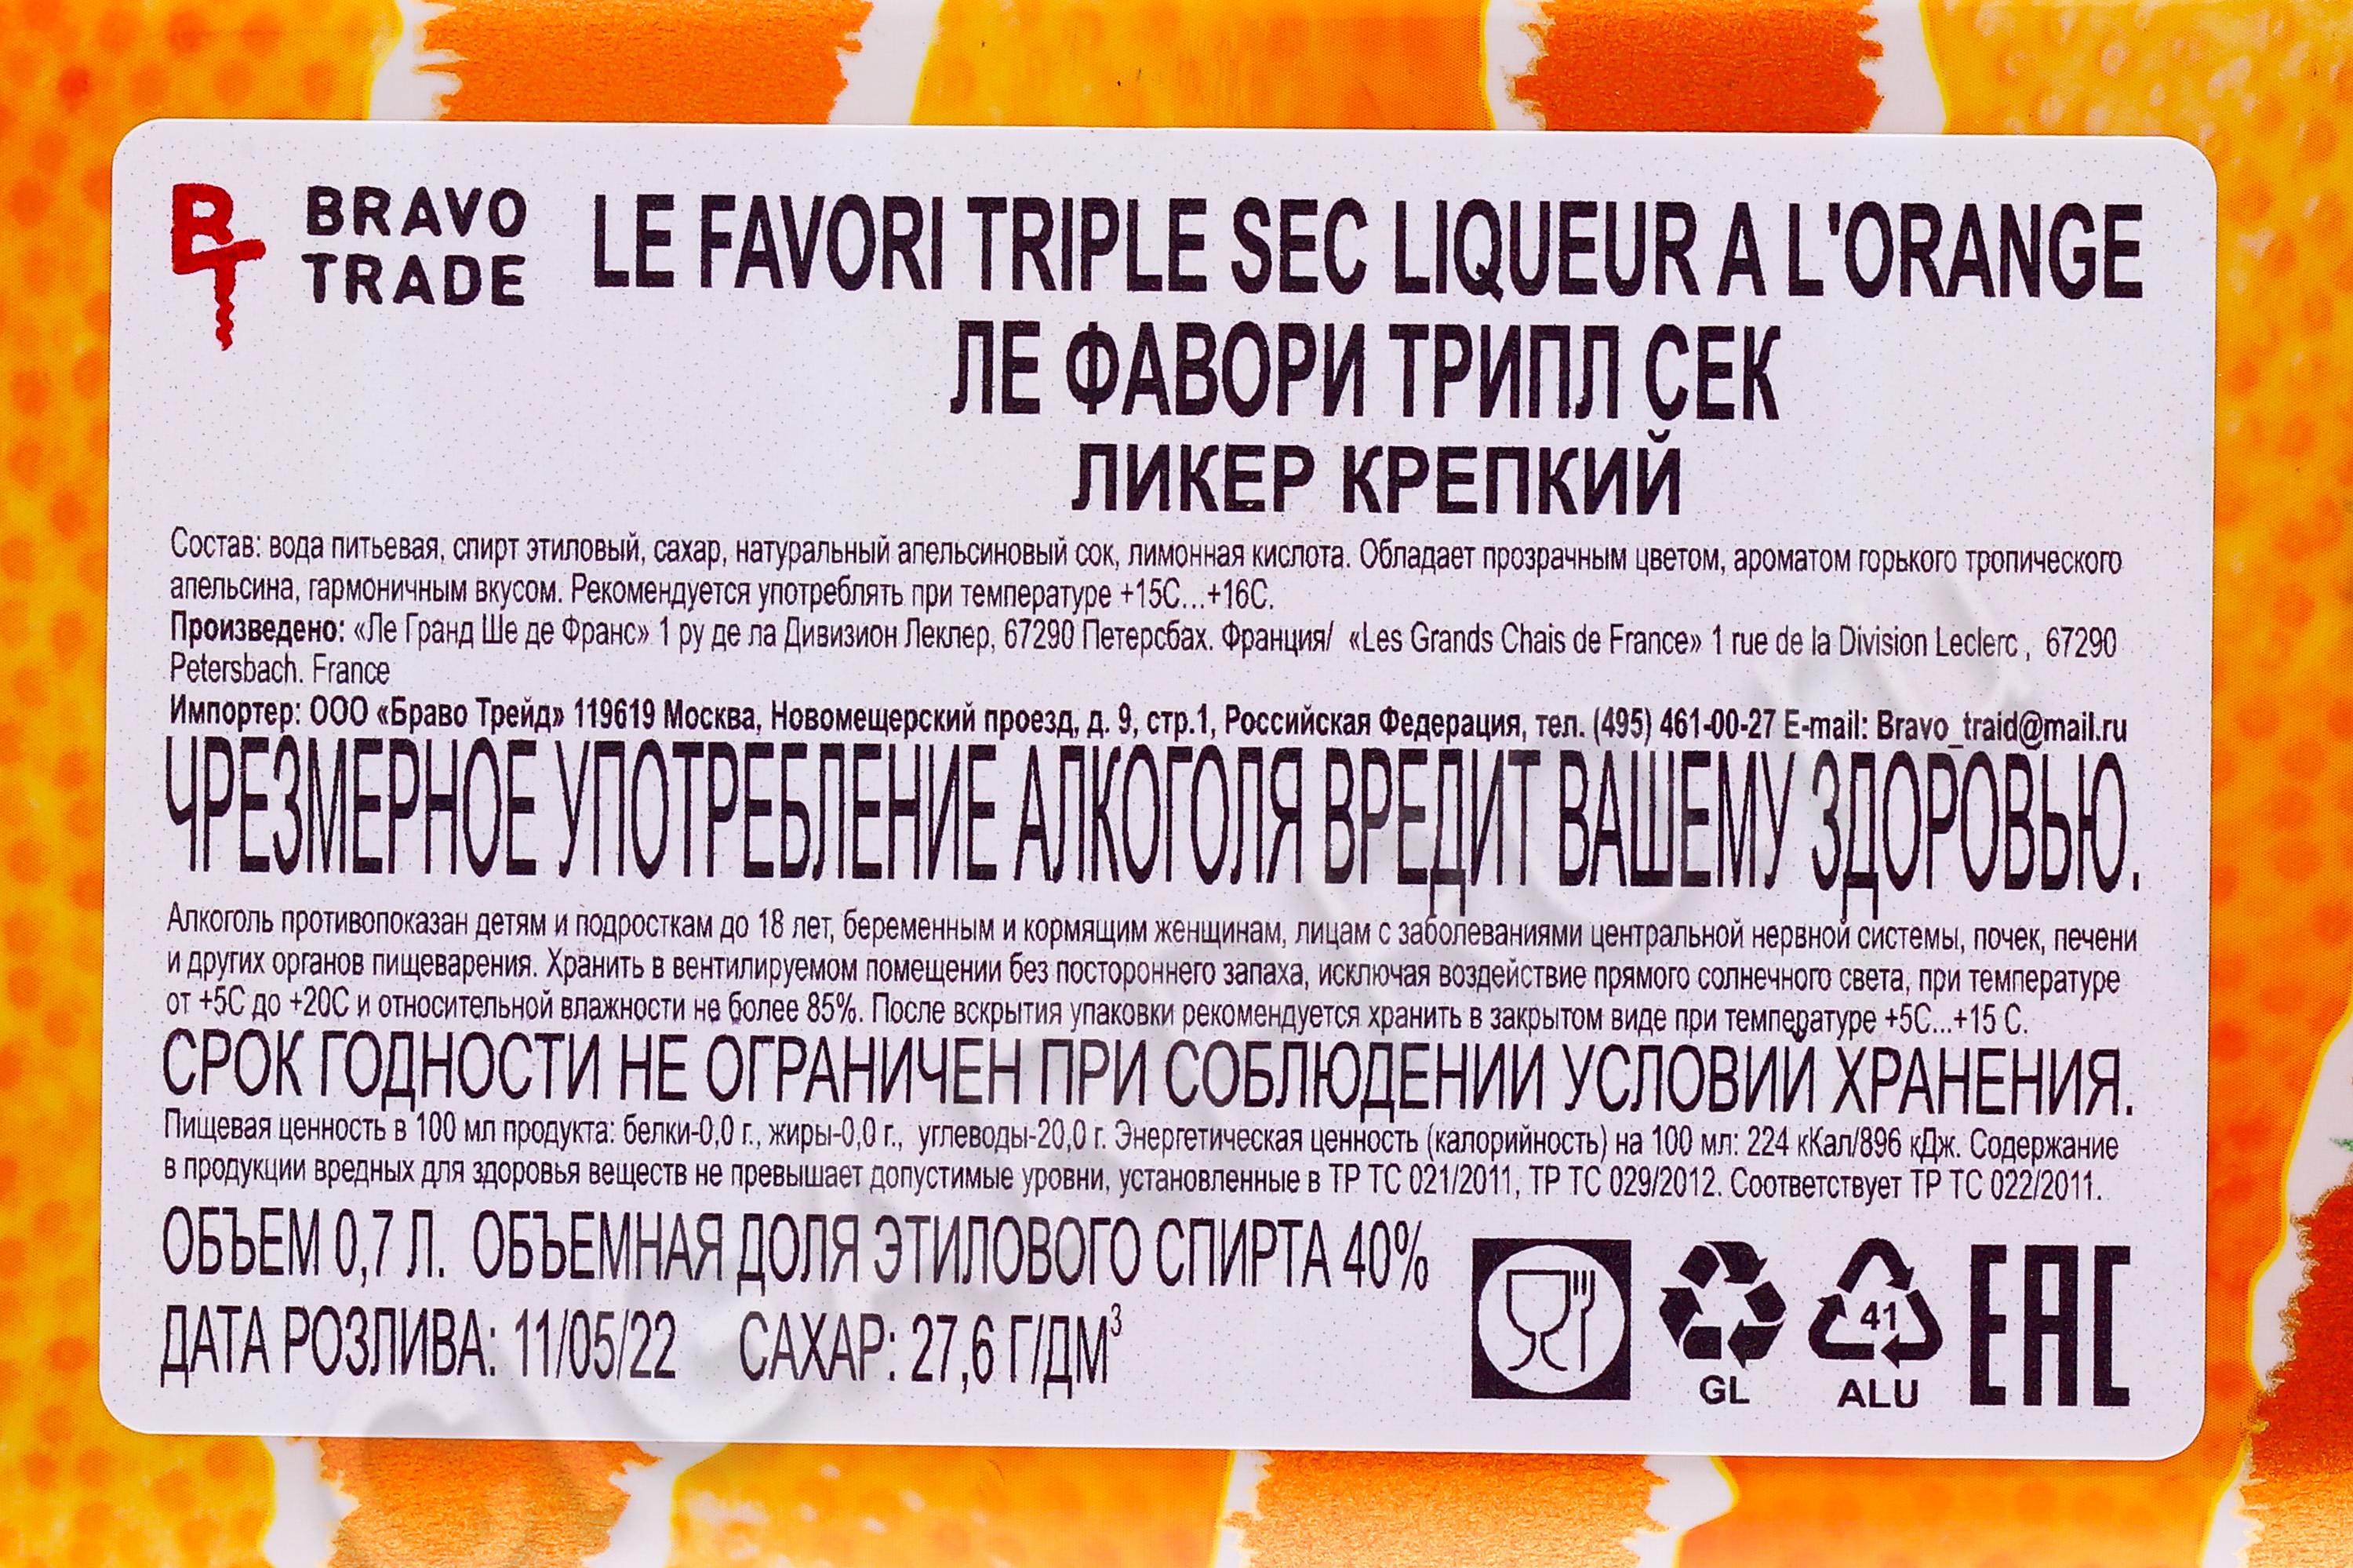 BRAVO
TRADE
LE FAVORI TRIPLE SEC LIQUEUR A L'ORANGE
ЛЕ ФАВОРИ ТРИПЛ СЕК
ЛИКЕР КРЕПКИЙ
Состав: вода питьевая, спирт этиловый, сахар, натуральный апельсиновый сок, лимонная кислота. Обладает прозрачным цветом, ароматом горького тропического
апельсина, гармоничным вкусом. Рекомендуется употреблять при температуре +15С...+16С.
Произведено: «Ле Гранд Ше де Франс» 1 ру де ла Дивизион Леклер, 67290 Петерсбах. Франция/ «Les Grands Chais de France» 1 rue de la Division Leclerc , 67290
Petersbach. France
Импортер: ООО «Браво Трейд» 119619 Москва, Новомещерский проезд, д. 9, стр.1, Российская Федерация, тел. (495) 461-00-27 E-mail: Bravo_traid@mail.ru
ЧРЕЗМЕРНОЕ УПОТРЕБЛЕНИЕ АЛКОГОЛЯ ВРЕДИТ ВАШЕМУ ЗДОРОВЬЮ.
Алкоголь противопоказан детям и подросткам до 18 лет, беременным и кормящим женщинам, лицам с заболеваниями центральной нервной системы, почек, печени
и других органов пищеварения. Хранить в вентилируемом помещении без постороннего запаха, исключая воздействие прямого солнечного света, при температуре
от +5С до +20С и относительной влажности не более 85%. После вскрытия упаковки рекомендуется хранить в закрытом виде при температуре +5С...+15 С.
СРОК ГОДНОСТИ НЕ ОГРАНИЧЕН ПРИ СОБЛЮДЕНИИ УСЛОВИЙ ХРАНЕНИЯ.
Пищевая ценность в 100 мл продукта: белки-0,0 г., жиры-0,0 г., углеводы-20,0 г. Энергетическая ценность (калорийность) на 100 мл: 224 кКал/896 кДж. Содержание
в продукции вредных для здоровья веществ не превышает допустимые уровни, установленные в ТР ТС 021/2011, ТР ТС 029/2012. Соответствует ТР ТС 022/2011.
ОБЪЕМ 0,7 Л. ОБЪЕМНАЯ ДОЛЯ ЭТИЛОВОГО СПИРТА 40%
ДАТА РОЗЛИВА: 11/05/22 САХАР: 27,6 Г/ДМ³
GL
41
ALU
EAC